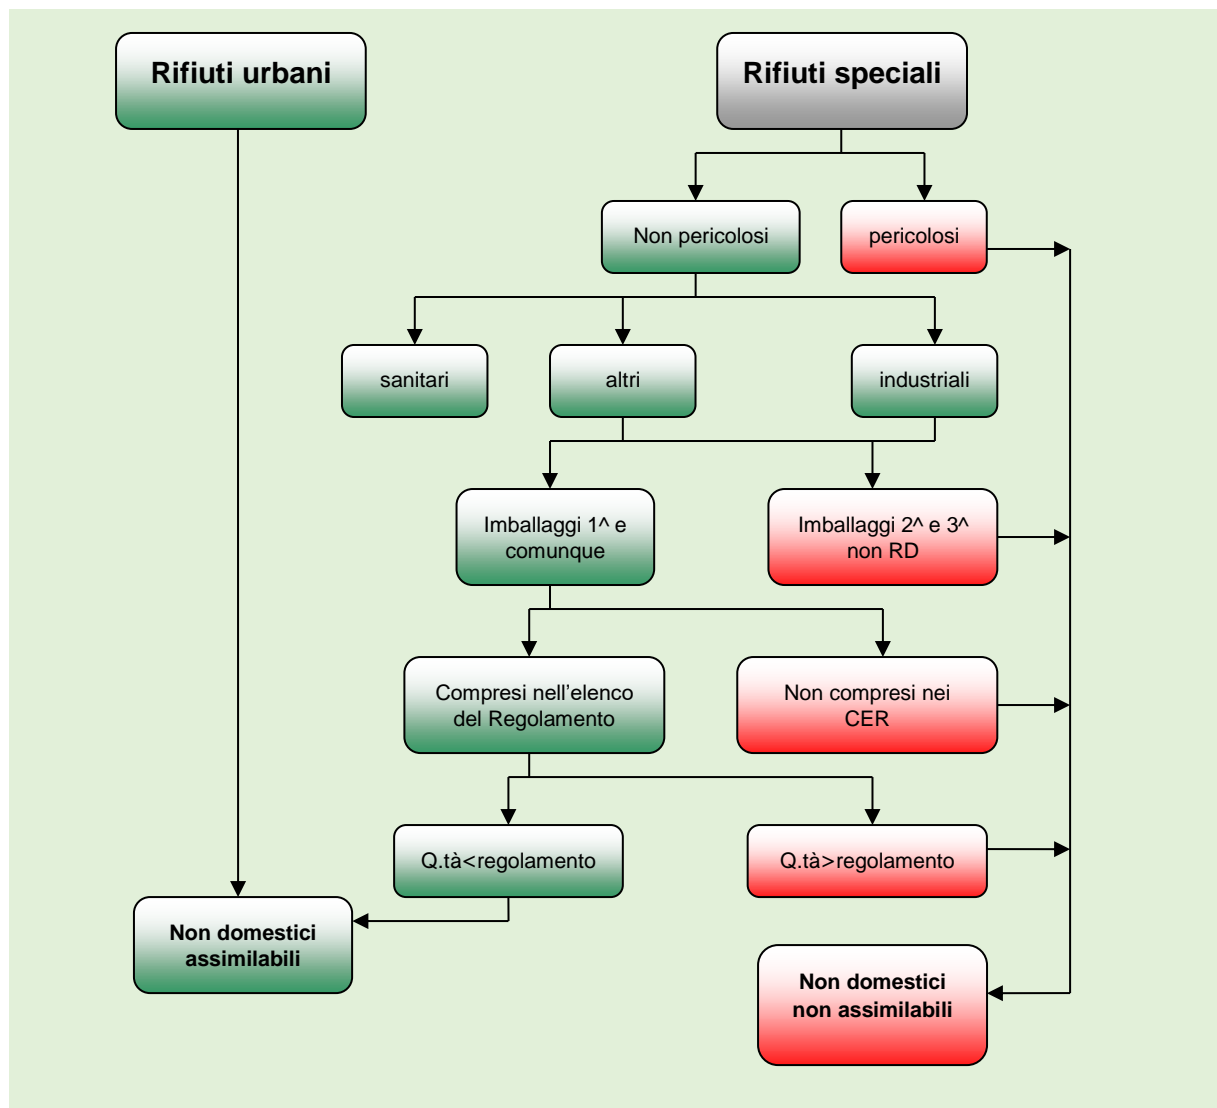 Rifiuti urbani
Rifiuti speciali
Non pericolosi
pericolosi
sanitari
altri
industriali
Imballaggi 1^ e
comunque
Imballaggi 2^ e 3^
non RD
Compresi nell’elenco
del Regolamento
Non compresi nei
CER
Q.tà<regolamento
Q.tà>regolamento
Non domestici
assimilabili
Non domestici
non assimilabili